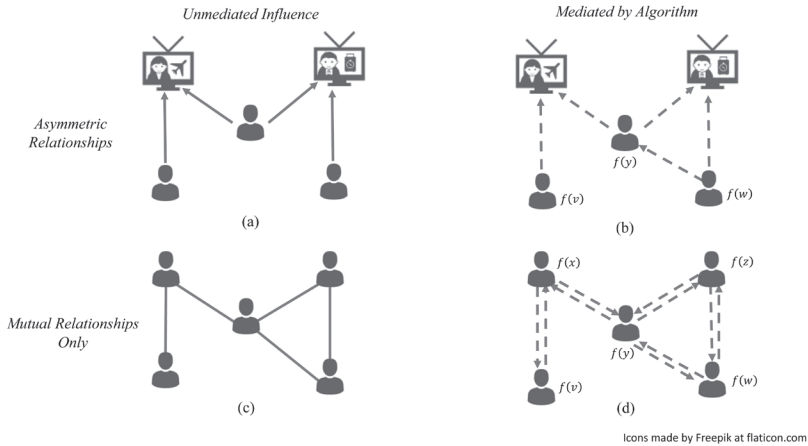 Unmediated Influence
Mediated by Algorithm
Asymmetric
Relationships
f(y)
f(v)
f(w)
(a)
(b)
f(x)
f(z)
Mutual Relationships
Only
f(y)
f(v)
f(w)
(c)
(d)
Icons made by Freepik at flaticon.com